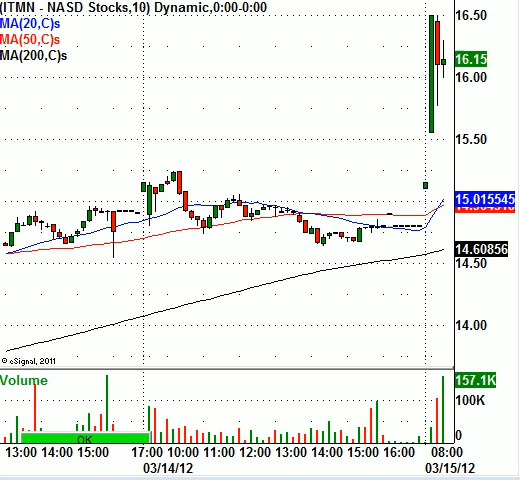 (ITMN - NASD Stocks,10) Dynamic,0:00-0:00
MA(20,C)s
MA(50,C)s
MA(200,C)s
16.50
16.15
16.00
15.50
15.015545
14.60856
14.50
14.00
© eSignal, 2011
Volume
157.1K
100K
0
OK
13:00 14:00 15:00 17:00 10:00 11:00 12:00 13:00 14:00 15:00 16:00 08:00
03/14/12 03/15/12